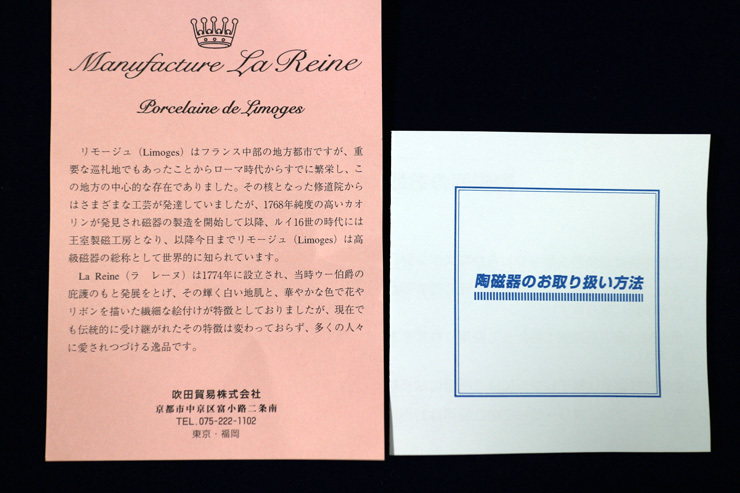 Manufacture La Reine
Porcelaine de Limoges
リモージュ（Limoges）はフランス中部の地方都市ですが、重
要な巡礼地でもあったことからローマ時代からすでに繁栄し、こ
の地方の中心的な存在でありました。その核となった修道院から
はさまざまな工芸が発達していましたが、1768年純度の高いカオ
リンが発見され磁器の製造を開始して以降、ルイ16世の時代には
王室製磁工房となり、以降今日までリモージュ（Limoges）は高
級磁器の総称として世界的に知られています。
La Reine（ラ　レーヌ）は1774年に設立され、当時ウー伯爵の
庇護のもと発展をとげ、その輝く白い地肌と、華やかな色で花や
リボンを描いた繊細な絵付けが特徴としておりましたが、現在で
も伝統的に受け継がれたその特徴は変わっておらず、多くの人々
に愛されつづける逸品です。
吹田貿易株式会社
京都市中京区富小路二条南
TEL.075-222-1102
東京・福岡
陶磁器のお取り扱い方法